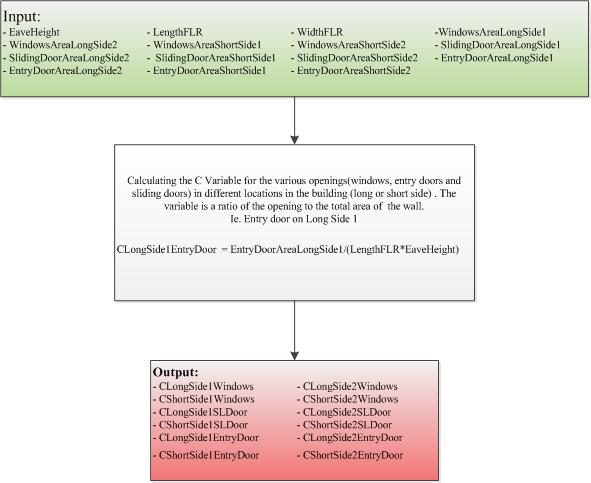 Input:
- EaveHeight - LengthFLR - WidthFLR -WindowsAreaLongSide1
- WindowsAreaLongSide2 - WindowsAreaShortSide1 - WindowsAreaShortSide2 - SlidingDoorAreaLongSide1
- SlidingDoorAreaLongSide2 - SlidingDoorAreaShortSide1 - SlidingDoorAreaShortSide2 - EntryDoorAreaLongSide1
- EntryDoorAreaLongSide2 - EntryDoorAreaShortSide1 - EntryDoorAreaShortSide2
Calculating the C Variable for the various openings(windows, entry doors and
sliding doors) in different locations in the building (long or short side) . The
variable is a ratio of the opening to the total area of the wall.
Ie. Entry door on Long Side 1
CLongSide1EntryDoor = EntryDoorAreaLongSide1/(LengthFLR*EaveHeight)
Output:
- CLongSide1Windows - CLongSide2Windows
- CShortSide1Windows - CShortSide2Windows
- CLongSide1SLDoor - CLongSide2SLDoor
- CShortSide1SLDoor - CShortSide2SLDoor
- CLongSide1EntryDoor - CLongSide2EntryDoor
- CShortSide1EntryDoor - CShortSide2EntryDoor